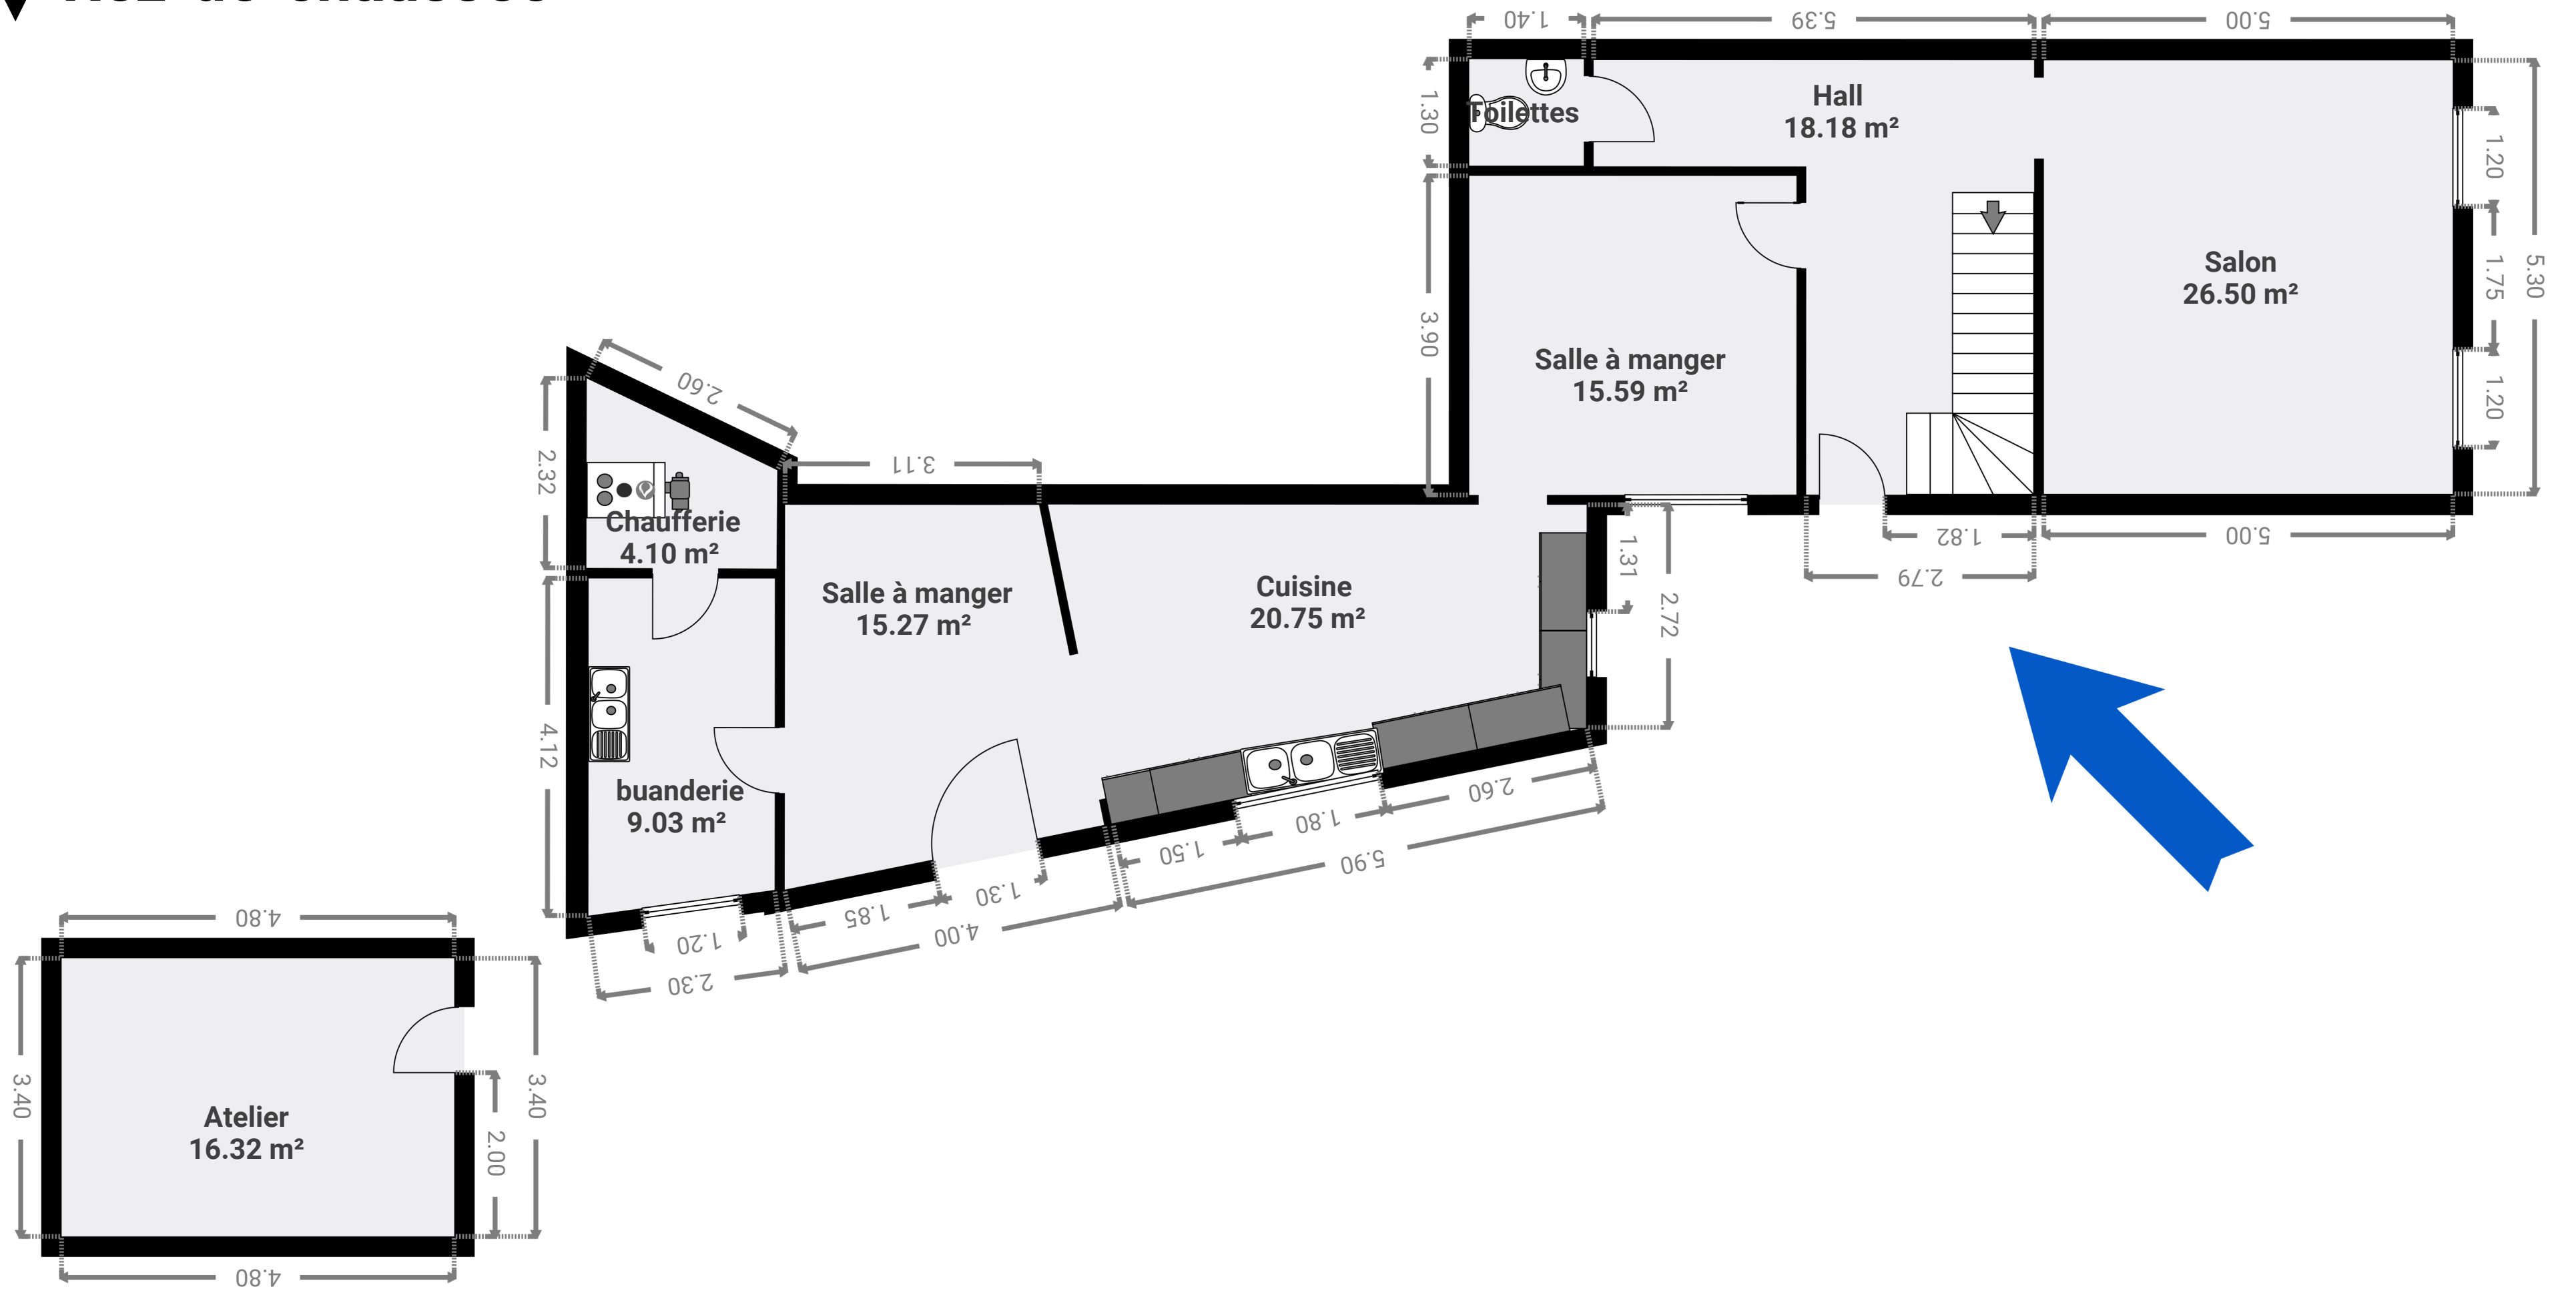 1.40
5.39
5.00
Toilettes
Hall
18.18 m²
1.30
3.90
1.20
1.75
1.20
5.30
Salon
26.50 m²
Salle à manger
15.59 m²
1.82
2.79
5.00
2.60
3.11
2.32
Chaufferie
4.10 m²
Salle à manger
15.27 m²
Cuisine
20.75 m²
1.31
2.72
4.12
buanderie
9.03 m²
2.60
1.80
1.50
5.90
1.30
1.85
4.00
1.20
2.30
4.80
3.40
3.40
2.00
Atelier
16.32 m²
4.80